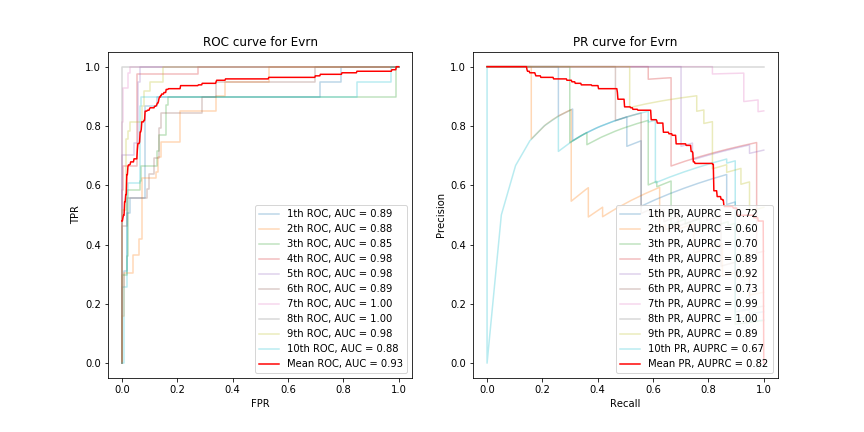 ROC curve for Evrn
1.0
0.8
0.6
0.4
0.2
0.0
TPR
0.0 0.2 0.4 0.6 0.8 1.0
FPR
1th ROC, AUC = 0.89
2th ROC, AUC = 0.88
3th ROC, AUC = 0.85
4th ROC, AUC = 0.98
5th ROC, AUC = 0.98
6th ROC, AUC = 0.89
7th ROC, AUC = 1.00
8th ROC, AUC = 1.00
9th ROC, AUC = 0.98
10th ROC, AUC = 0.88
Mean ROC, AUC = 0.93
PR curve for Evrn
1.0
0.8
0.6
0.4
0.2
0.0
Precision
0.0 0.2 0.4 0.6 0.8 1.0
Recall
1th PR, AUPRC = 0.72
2th PR, AUPRC = 0.60
3th PR, AUPRC = 0.70
4th PR, AUPRC = 0.89
5th PR, AUPRC = 0.92
6th PR, AUPRC = 0.73
7th PR, AUPRC = 0.99
8th PR, AUPRC = 1.00
9th PR, AUPRC = 0.89
10th PR, AUPRC = 0.67
Mean PR, AUPRC = 0.82